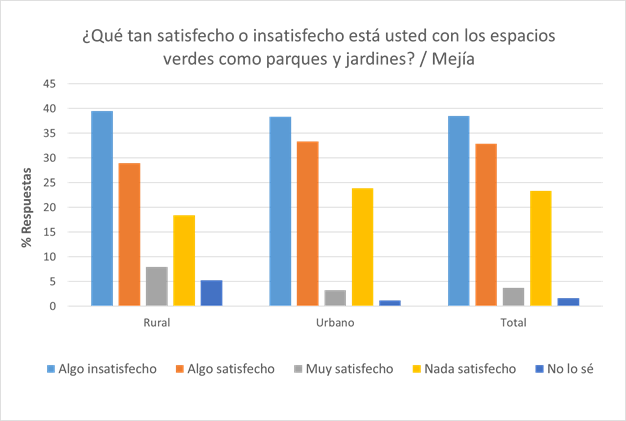 ¿Qué tan satisfecho o insatisfecho está usted con los espacios
verdes como parques y jardines? / Mejía
% Respuestas
45
40
35
30
25
20
15
10
5
0
Rural Urbano Total
Algo insatisfecho Algo satisfecho Muy satisfecho Nada satisfecho No lo sé